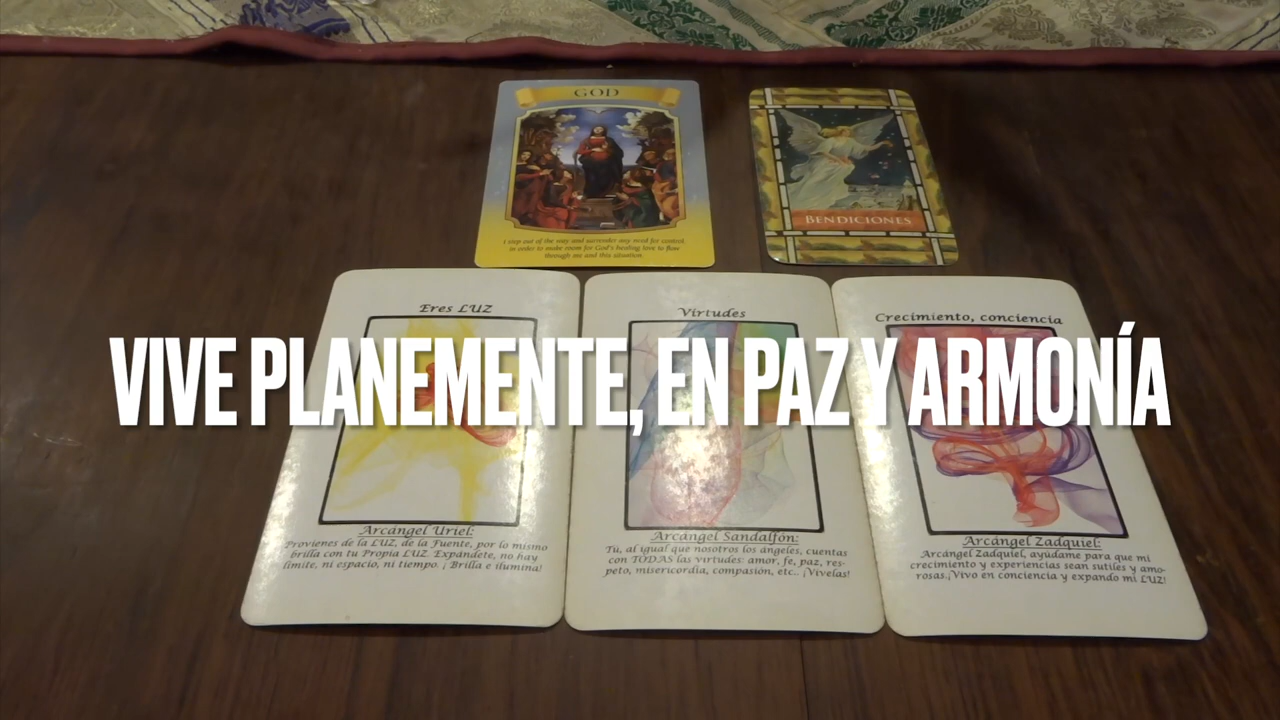 GOD
I step out of the way and surrender any need for control,
in order to make room for God's healing love to flow
through me and this situation.
BENDICIONES
Eres LUZ
Virtudes
Crecimiento, conciencia
VIVE PLANEMENTE, EN PAZ Y ARMONÍA
Arcángel Uriel:
Provienes de la LUZ, de la Fuente, por lo mismo
brilla con tu Propia LUZ. Expándete, no hay
límite, ni espacio, ni tiempo. ¡ Brilla e ilumina!
Arcángel Sandalfón:
Tú, al igual que nosotros los ángeles, cuentas
con TODAS las virtudes: amor, fe, paz, res-
peto, misericordia, compasión, etc.. ¡Vívelas!
Arcángel Zadquiel:
Arcángel Zadquiel, ayúdame para que mi
crecimiento y experiencias sean sutiles y amo-
rosas.¡Vivo en conciencia y expando mi LUZ!